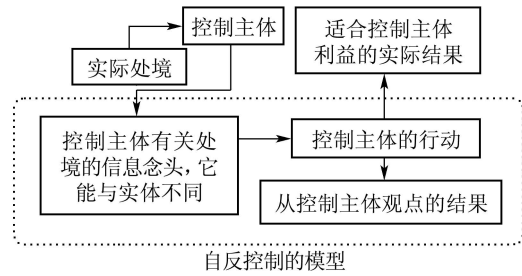 控制主体
实际处境
适合控制主体
利益的实际结果
控制主体有关处
境的信息念头,它
能与实体不同
控制主体的行动
从控制主体观点的结果
自反控制的模型